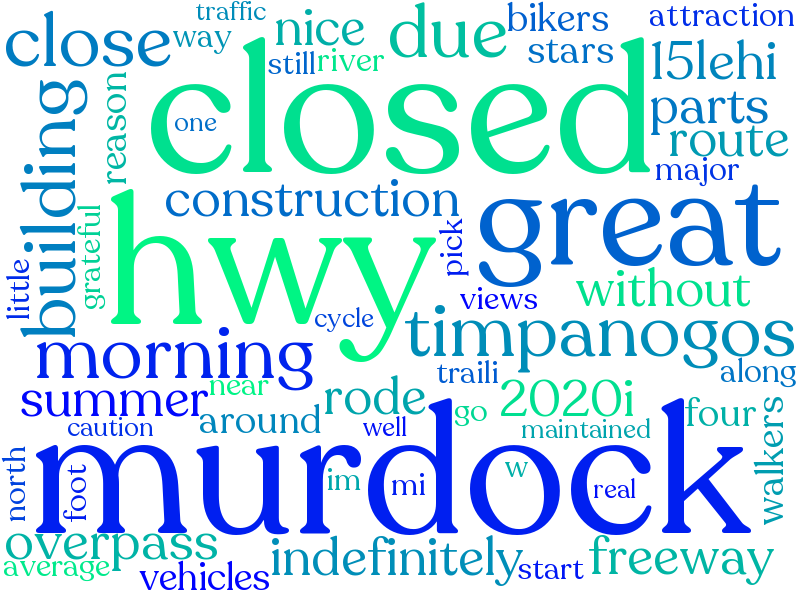 traffic
close
way
nice
due
bikers
attraction
still
river
stars
l5lehi
closed
one
building
reason
parts
route
major
construction
great
grateful
hwy
pick
little
views
without
cycle
timpanogos
morning
near
traili
along
summer
rode
2020i
go
four
caution
around
well
maintained
murdock
walkers
north
foot
im
mi
w
real
overpass
average
vehicles
indefinitely
start
freeway